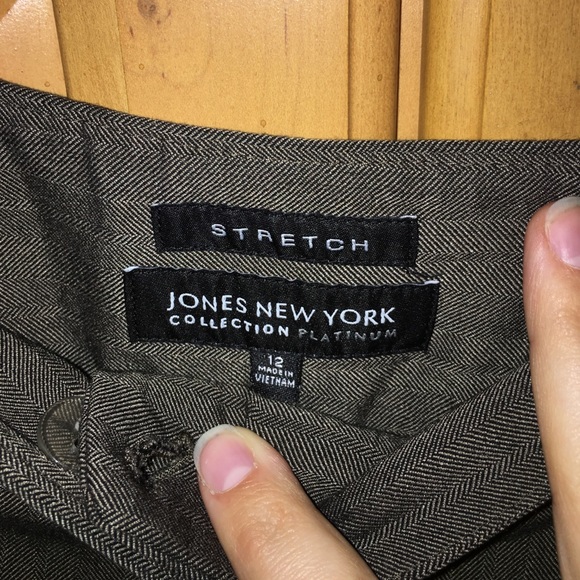 STRETCH
JONES NEW YORK
COLLECTION PLATINUM
12
MADE IN
VIETNAM